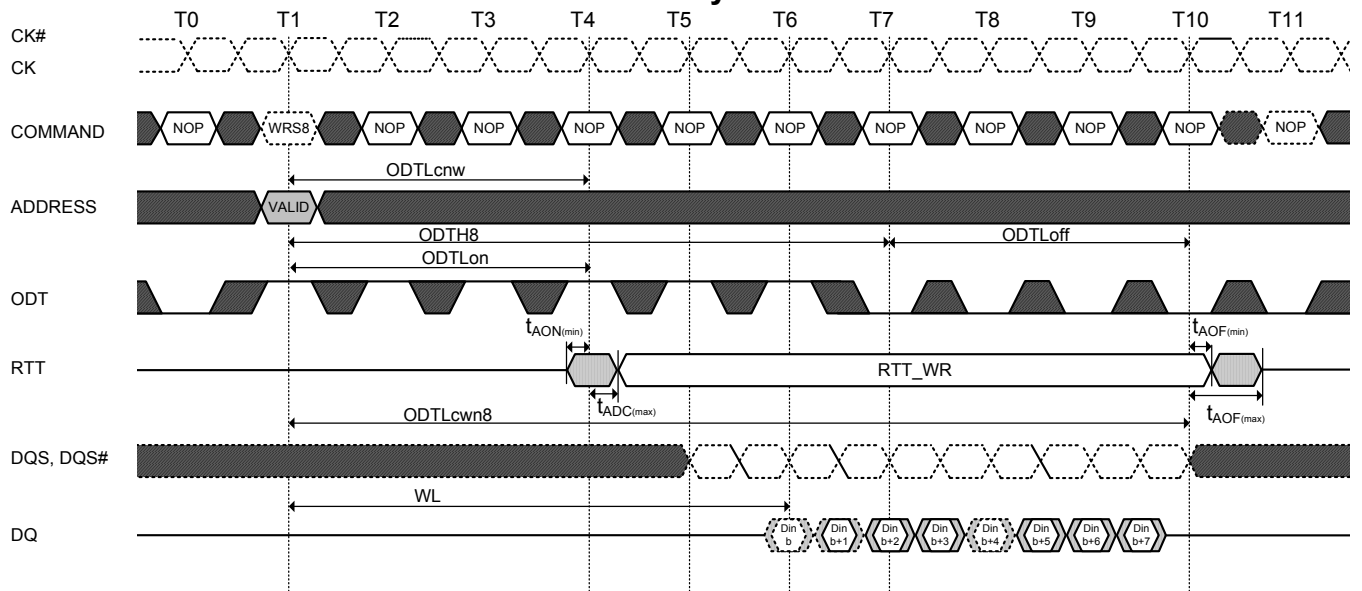 T0 T1 T2 T3 T4 T5 T6 T7 T8 T9 T10 T11
CK#
CK
COMMAND NOP WRS8 NOP NOP NOP NOP NOP NOP NOP NOP NOP NOP
ODTLcnw
ADDRESS VALID
ODTH8 ODTLoff
ODTLon
ODT
tAON(min) tAOF(min)
RTT RTT_WR
tADC(max) tAOF(max)
ODTLcwn8
DQS, DQS#
WL
DQ Din b Din b+1 Din b+2 Din b+3 Din b+4 Din b+5 Din b+6 Din b+7